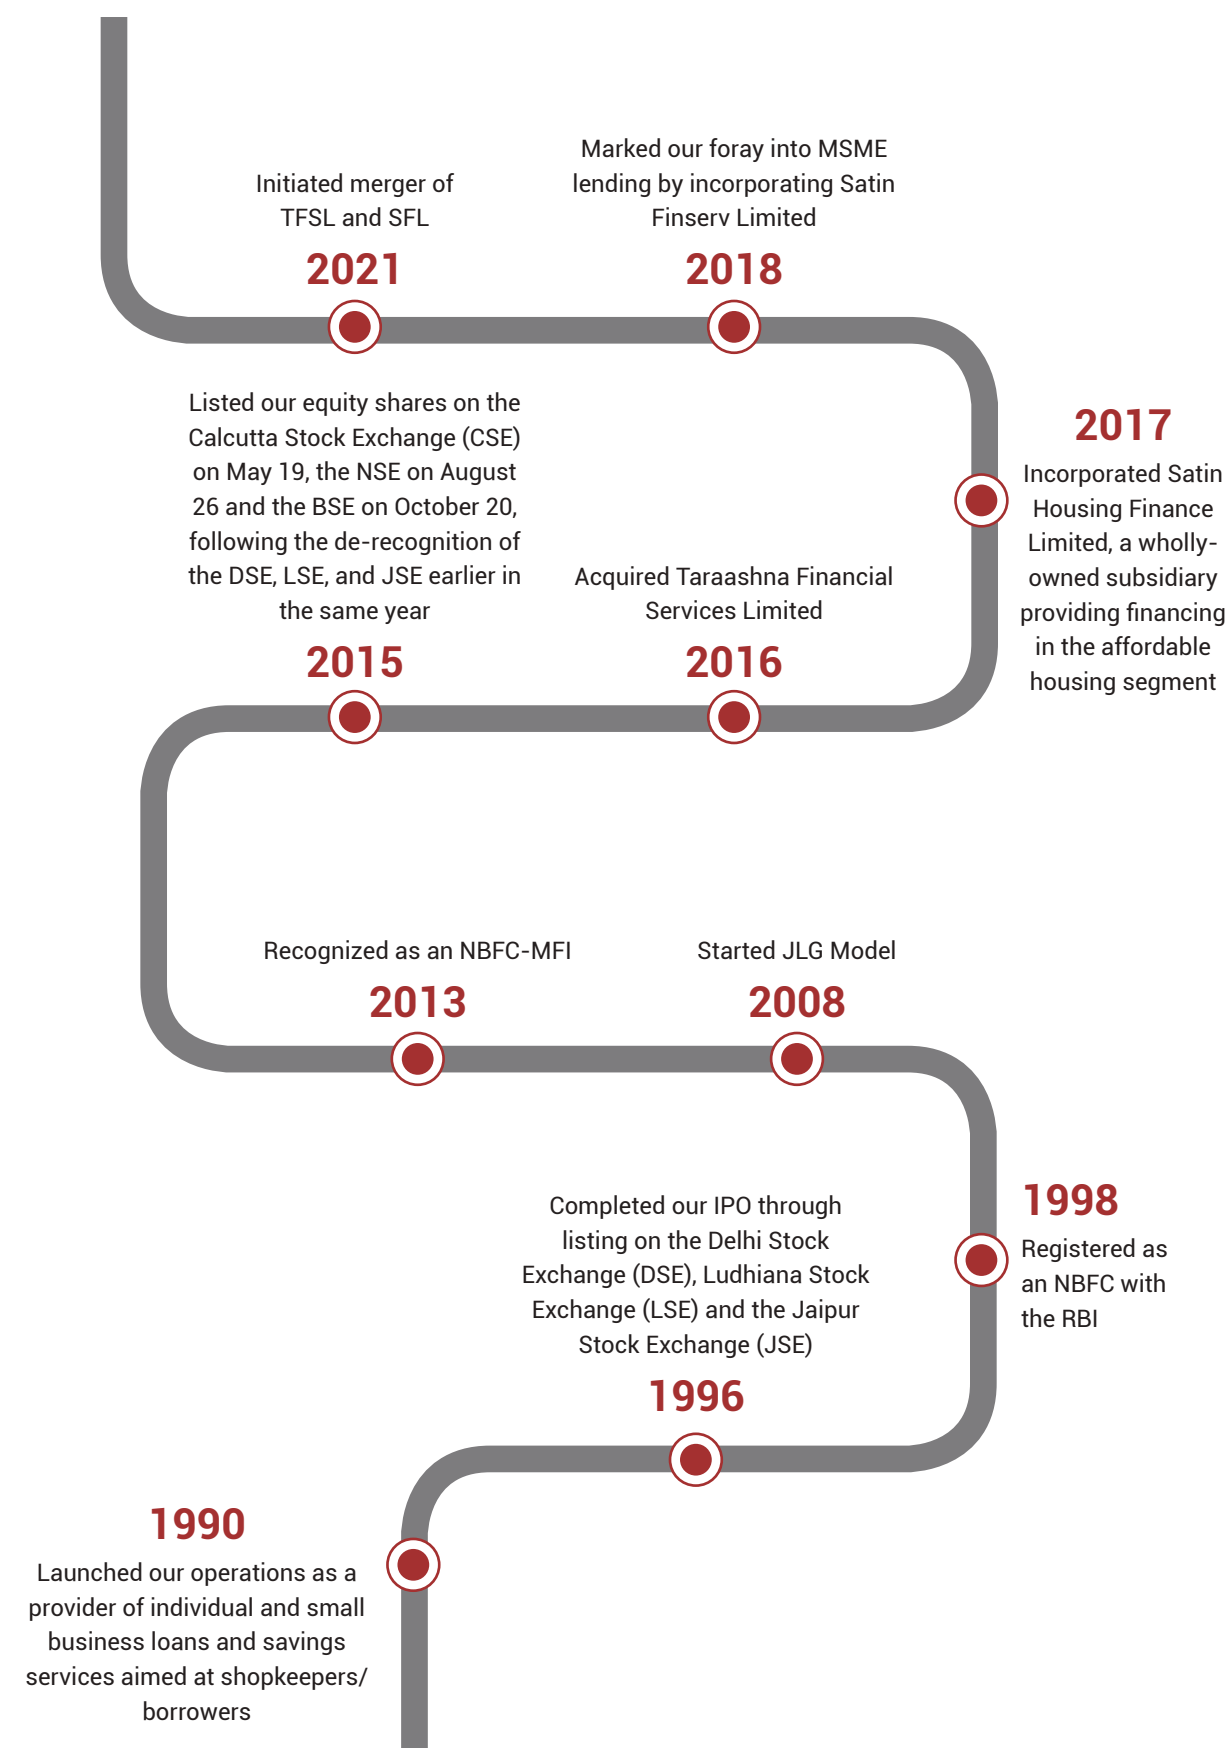 Initiated merger of
TFSL and SFL
2021
Marked our foray into MSME
lending by incorporating Satin
Finserv Limited
2018
2017
Incorporated Satin
Housing Finance
Limited, a wholly-
owned subsidiary
providing financing
in the affordable
housing segment
Listed our equity shares on the
Calcutta Stock Exchange (CSE)
on May 19, the NSE on August
26 and the BSE on October 20,
following the de-recognition of
the DSE, LSE, and JSE earlier in
the same year
2015
Acquired Taraashna Financial
Services Limited
2016
Recognized as an NBFC-MFI
2013
Started JLG Model
2008
1998
Registered as
an NBFC with
the RBI
Completed our IPO through
listing on the Delhi Stock
Exchange (DSE), Ludhiana Stock
Exchange (LSE) and the Jaipur
Stock Exchange (JSE)
1996
1990
Launched our operations as a
provider of individual and small
business loans and savings
services aimed at shopkeepers/
borrowers